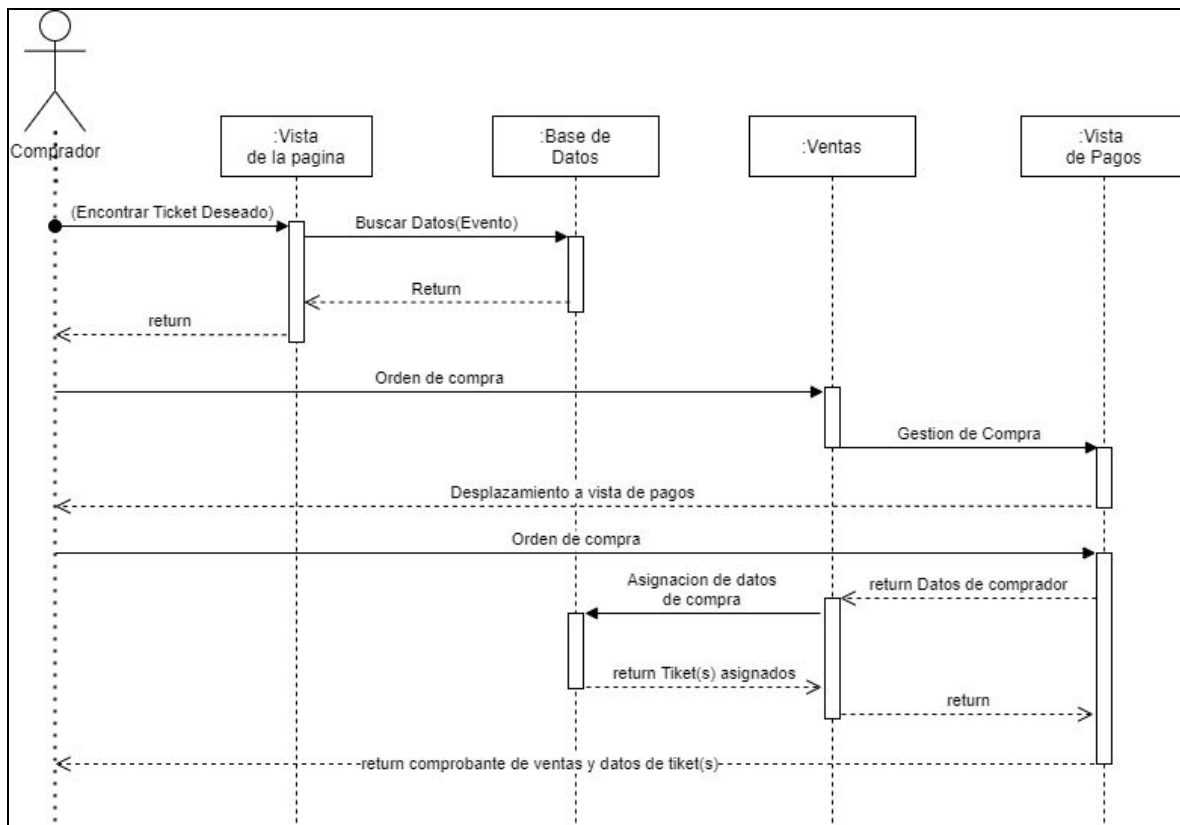 Comprador
:Vista
de la pagina
:Base de
Datos
:Ventas
:Vista
de Pagos
(Encontrar Ticket Deseado)
Buscar Datos(Evento)
Return
return
Orden de compra
Gestion de Compra
Desplazamiento a vista de pagos
Orden de compra
return Datos de comprador
Asignacion de datos
de compra
return Tiket(s) asignados
return
return comprobante de ventas y datos de tiket(s)